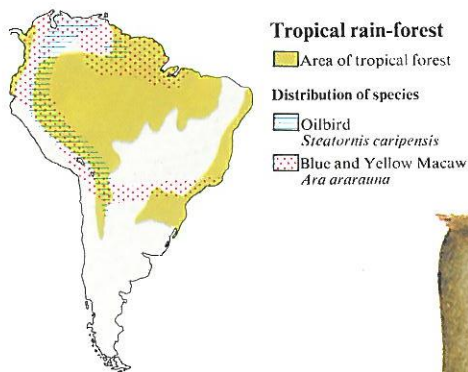 Tropical rain-forest
Area of tropical forest
Distribution of species
Oilbird
Steatornis caripensis
Blue and Yellow Macaw
Ara ararauna